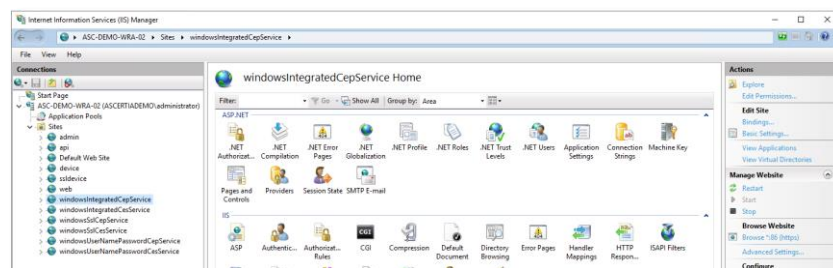 Internet Information Services (IIS) Manager
ASC-DEMO-WRA-02 Sites windowsIntegratedCepService
File View Help
Connections
Start Page
ASC-DEMO-WRA-02 (ASCERTIADEMO\administrator)
Application Pools
Sites
admin
api
Default Web Site
device
ssldevice
web
windowsIntegratedCepService
windowsIntegratedCesService
windowsSslCepService
windowsSslCesService
windowsUserNamePasswordCepService
windowsUserNamePasswordCesService
windowsIntegratedCepService Home
Filter: Go Show All Group by: Area
ASP.NET
.NET Authorizat...
.NET Compilation
.NET Error Pages
.NET Globalization
.NET Profile
.NET Roles
.NET Trust Levels
.NET Users
Application Settings
Connection Strings
Machine Key
Pages and Controls
Providers
Session State
SMTP E-mail
IIS
ASP
Authentic...
Authorizat... Rules
CGI
Compression
Default Document
Directory Browsing
Error Pages
Handler Mappings
HTTP Respon...
ISAPI Filters
Actions
Explore
Edit Permissions...
Edit Site
Bindings...
Basic Settings...
View Applications
View Virtual Directories
Manage Website
Restart
Start
Stop
Browse Website
Browse *:86 (https)
Advanced Settings...
Configure